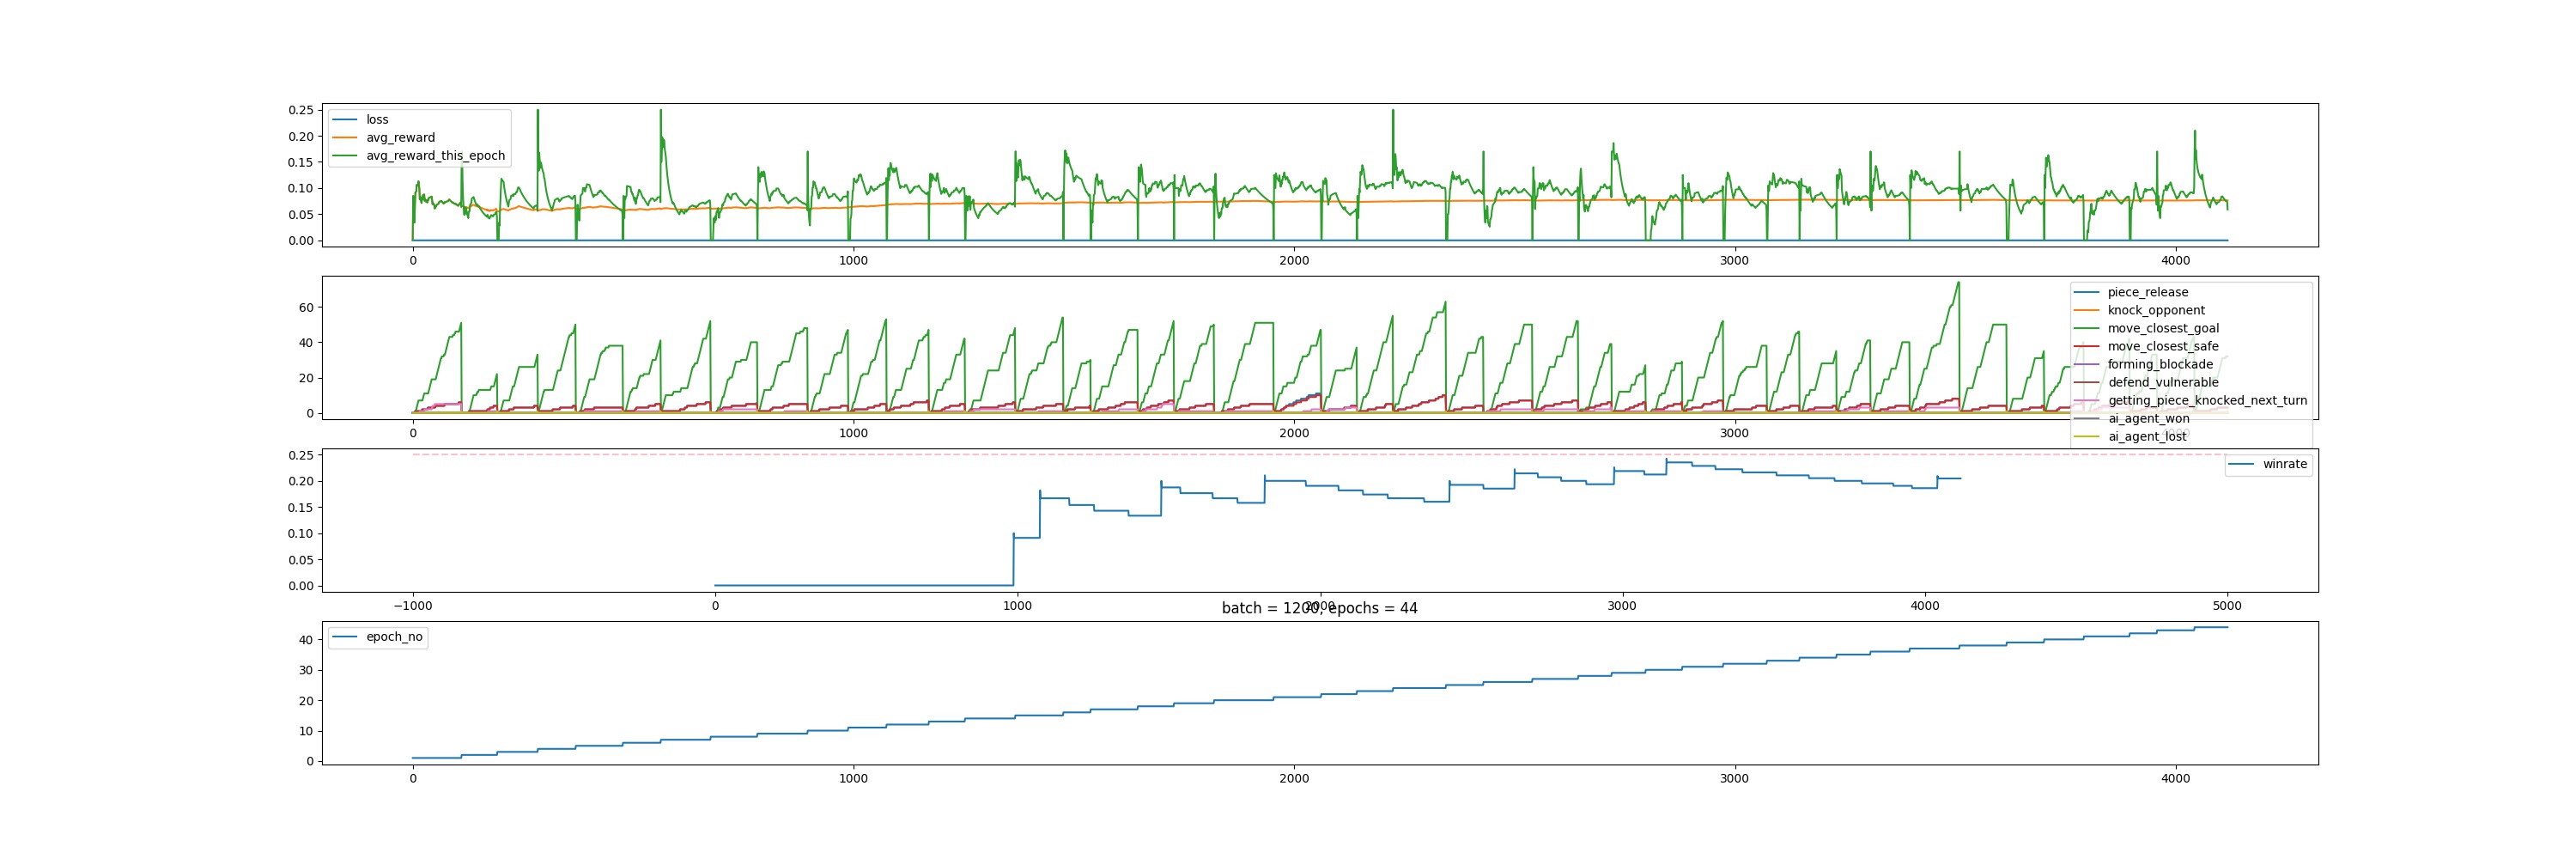 0.25
0.20
0.15
0.10
0.05
0.00
loss
avg_reward
avg_reward_this_epoch
0 1000 2000 3000 4000
60
40
20
0
piece_release
knock_opponent
move_closest_goal
move_closest_safe
forming_blockade
defend_vulnerable
getting_piece_knocked_next_turn
ai_agent_won
ai_agent_lost
0 1000 2000 3000 4000
0.25
0.20
0.15
0.10
0.05
0.00
winrate
−1000 0 1000 2000 3000 4000 5000
batch = 1200, epochs = 44
40
30
20
10
0
epoch_no
0 1000 2000 3000 4000